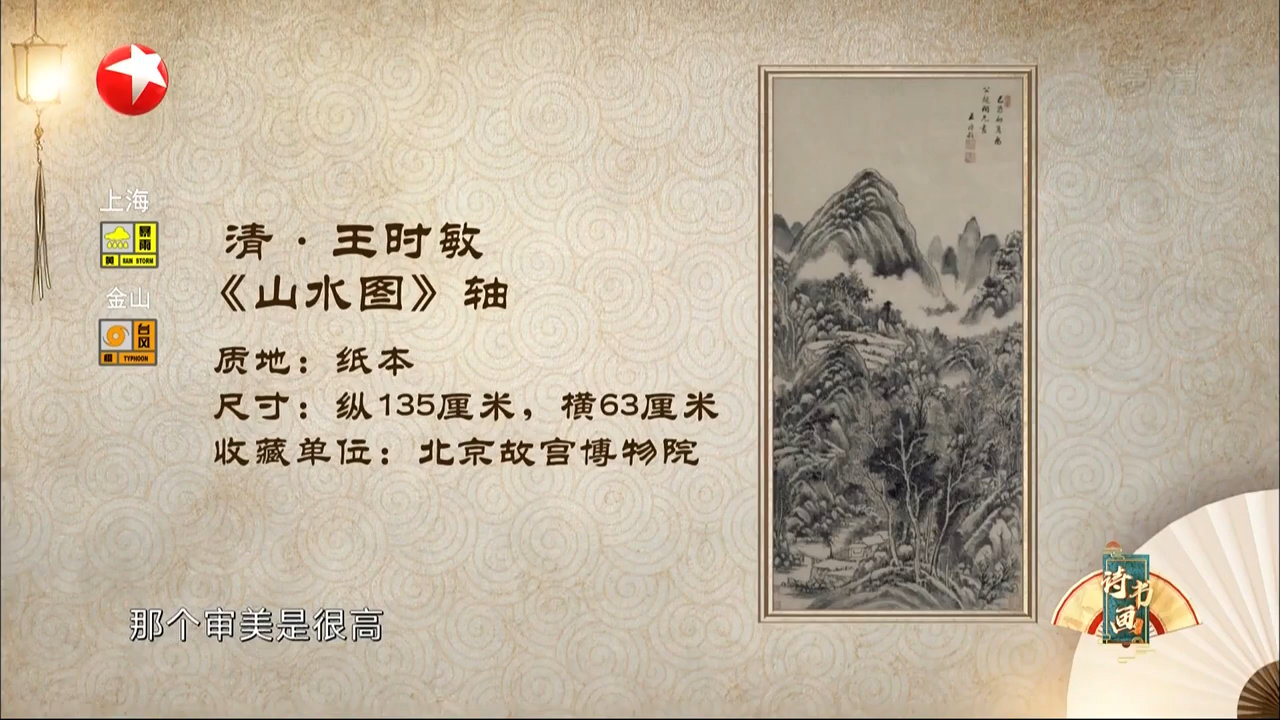 上海
暴雨
黄 RAIN STORM
金山
台风
橙 TYPHOON
清·王时敏
《山水图》轴
质地：纸本
尺寸：纵135厘米，横63厘米
收藏单位：北京故宫博物院
那个审美是很高
诗书画